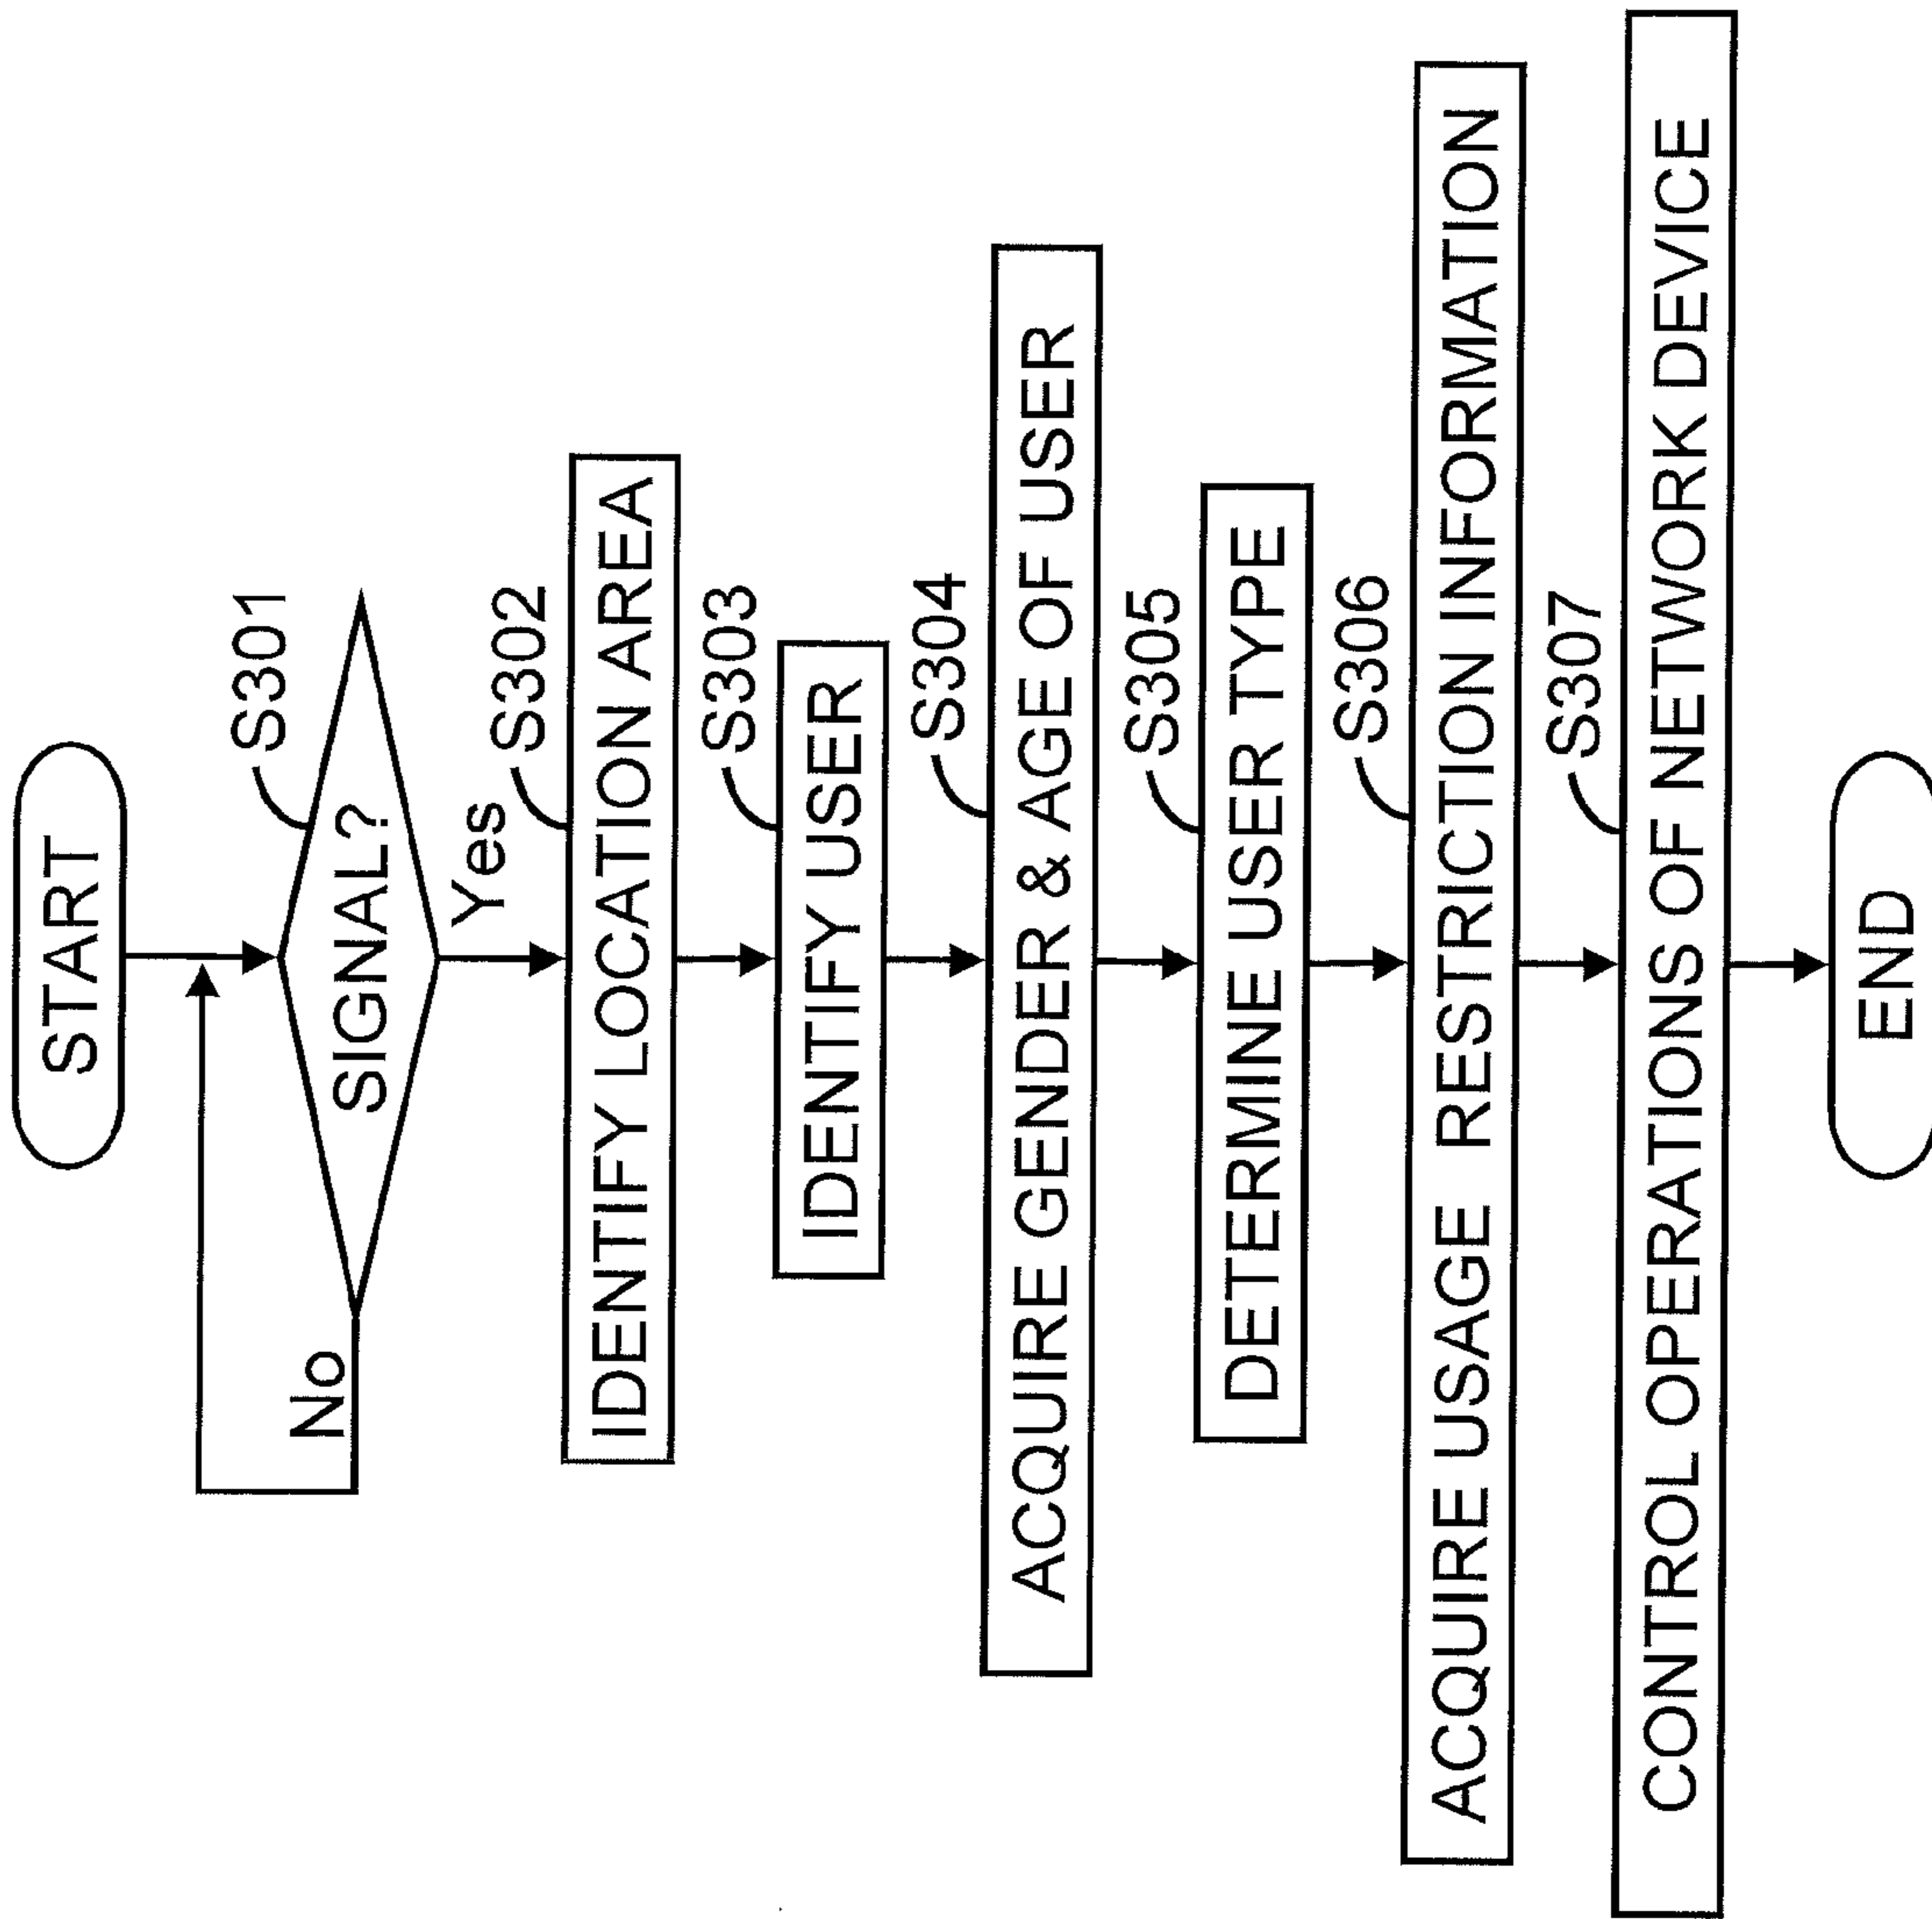 START
S301
SIGNAL?
No
Yes
S302
IDENTIFY LOCATION AREA
S303
IDENTIFY USER
S304
ACQUIRE GENDER & AGE OF USER
S305
DETERMINE USER TYPE
S306
ACQUIRE USAGE RESTRICTION INFORMATION
S307
CONTROL OPERATIONS OF NETWORK DEVICE
END